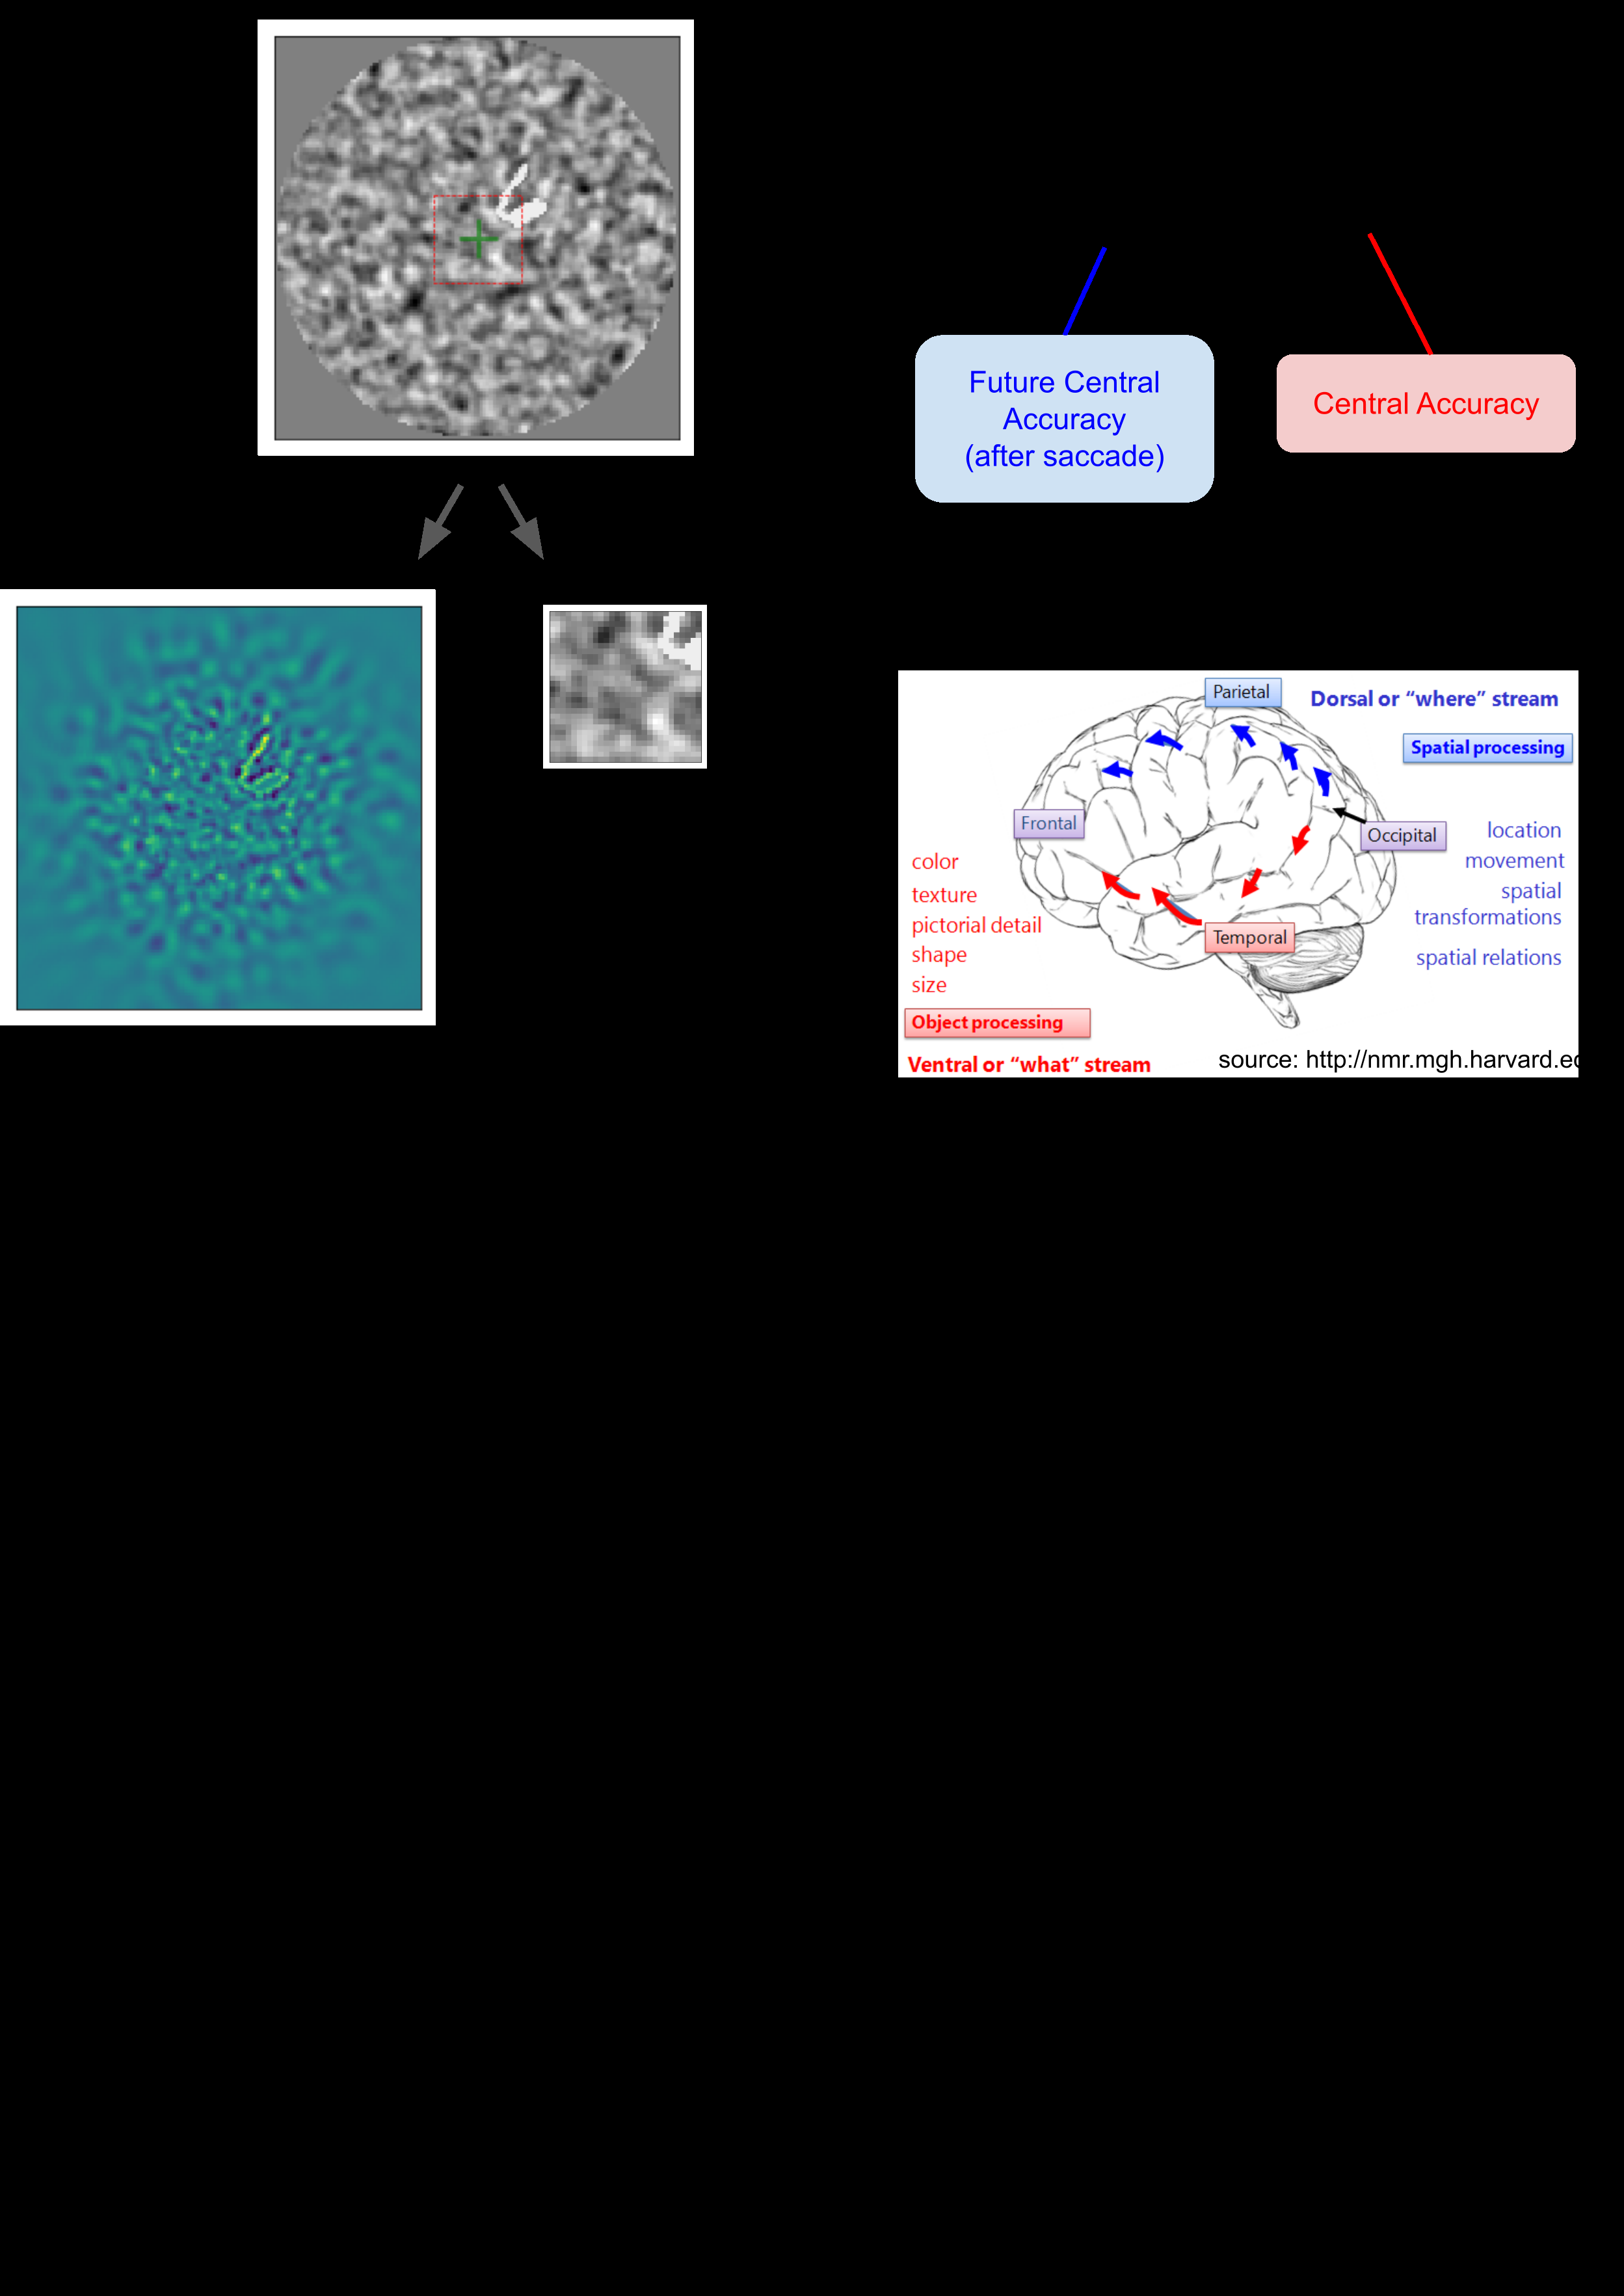 Future Central
Accuracy
(after saccade)
Central Accuracy
Parietal
Dorsal or “where” stream
Spatial processing
Frontal
Occipital
location
movement
spatial
transformations
spatial relations
color
texture
pictorial detail
shape
size
Temporal
Object processing
Ventral or “what” stream
source: http://nmr.mgh.harvard.ed